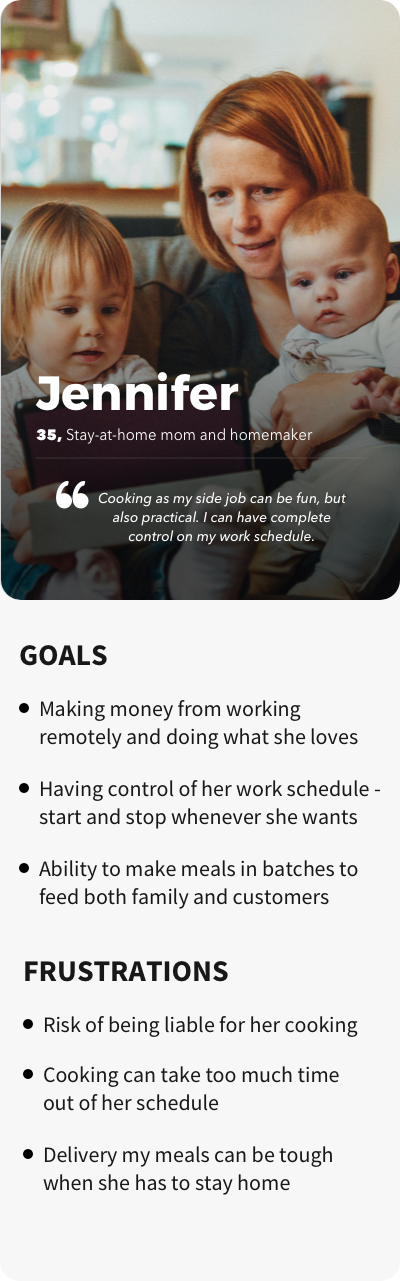 Jennifer
35, Stay-at-home mom and homemaker
“ Cooking as my side job can be fun, but
also practical. I can have complete
control on my work schedule.
GOALS
• Making money from working
remotely and doing what she loves
• Having control of her work schedule -
start and stop whenever she wants
• Ability to make meals in batches to
feed both family and customers
FRUSTRATIONS
• Risk of being liable for her cooking
• Cooking can take too much time
out of her schedule
• Delivery my meals can be tough
when she has to stay home